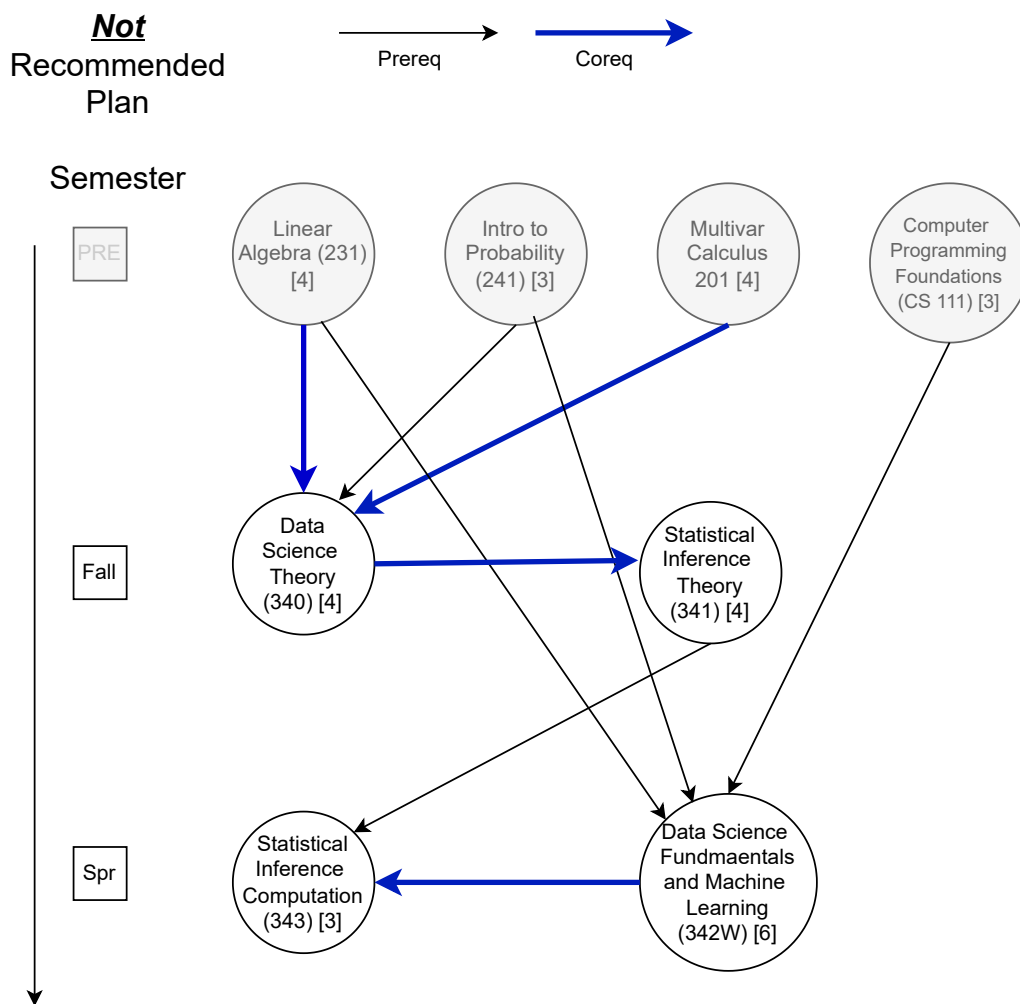 Not
Recommended
Plan
Prereq
Coreq
Semester
PRE
Linear
Algebra (231)
[4]
Intro to
Probability
(241) [3]
Multivar
Calculus
201 [4]
Computer
Programming
Foundations
(CS 111) [3]
Fall
Data
Science
Theory
(340) [4]
Statistical
Inference
Theory
(341) [4]
Spr
Statistical
Inference
Computation
(343) [3]
Data Science
Fundmaentals
and Machine
Learning
(342W) [6]